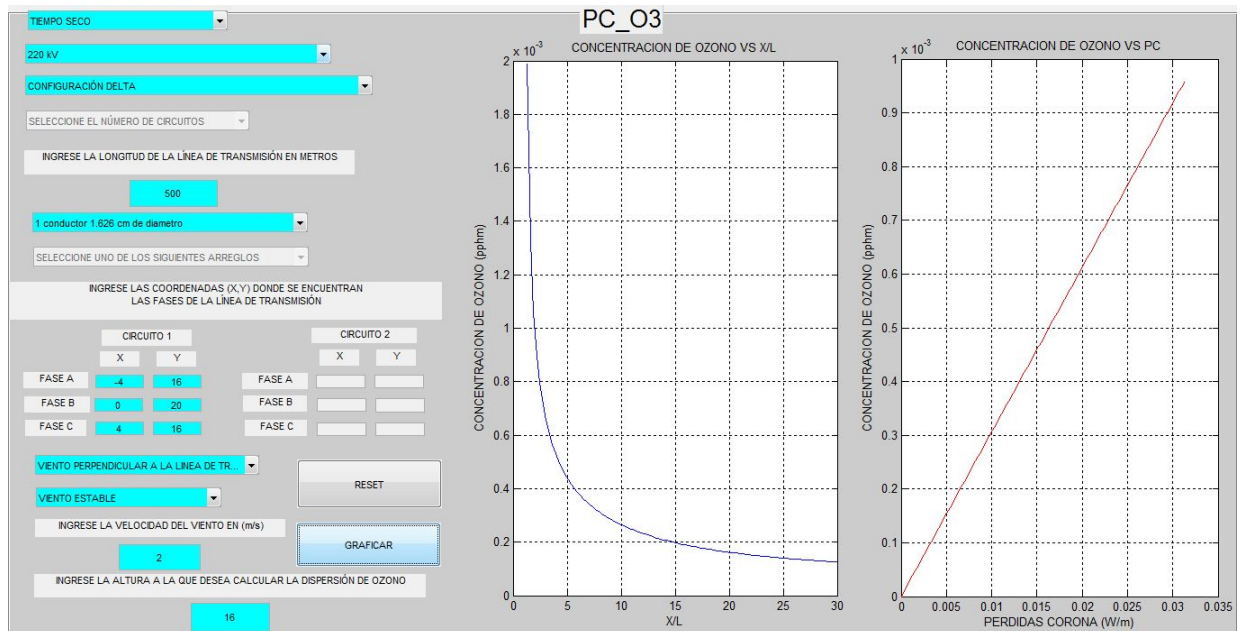 PC_O3
TIEMPO SECO
220 kV
CONFIGURACIÓN DELTA
SELECCIONE EL NÚMERO DE CIRCUITOS
INGRESE LA LONGITUD DE LA LÍNEA DE TRANSMISIÓN EN METROS
500
1 conductor 1.626 cm de diametro
SELECCIONE UNO DE LOS SIGUIENTES ARREGLOS
INGRESE LAS COORDENADAS (X,Y) DONDE SE ENCUENTRAN
LAS FASES DE LA LÍNEA DE TRANSMISIÓN
CIRCUITO 1
X Y
FASE A -4 16
FASE B 0 20
FASE C 4 16
CIRCUITO 2
X Y
FASE A
FASE B
FASE C
VIENTO PERPENDICULAR A LA LINEA DE TR...
VIENTO ESTABLE
INGRESE LA VELOCIDAD DEL VIENTO EN (m/s)
2
INGRESE LA ALTURA A LA QUE DESEA CALCULAR LA DISPERSIÓN DE OZONO
16
RESET
GRAFICAR
CONCENTRACION DE OZONO VS X/L
x 10^-3
CONCENTRACION DE OZONO (pphm)
2
1.8
1.6
1.4
1.2
1
0.8
0.6
0.4
0.2
0
0 5 10 15 20 25 30
X/L
CONCENTRACION DE OZONO VS PC
x 10^-3
CONCENTRACION DE OZONO (pphm)
1
0.9
0.8
0.7
0.6
0.5
0.4
0.3
0.2
0.1
0
0 0.005 0.01 0.015 0.02 0.025 0.03 0.035
PERDIDAS CORONA (W/m)